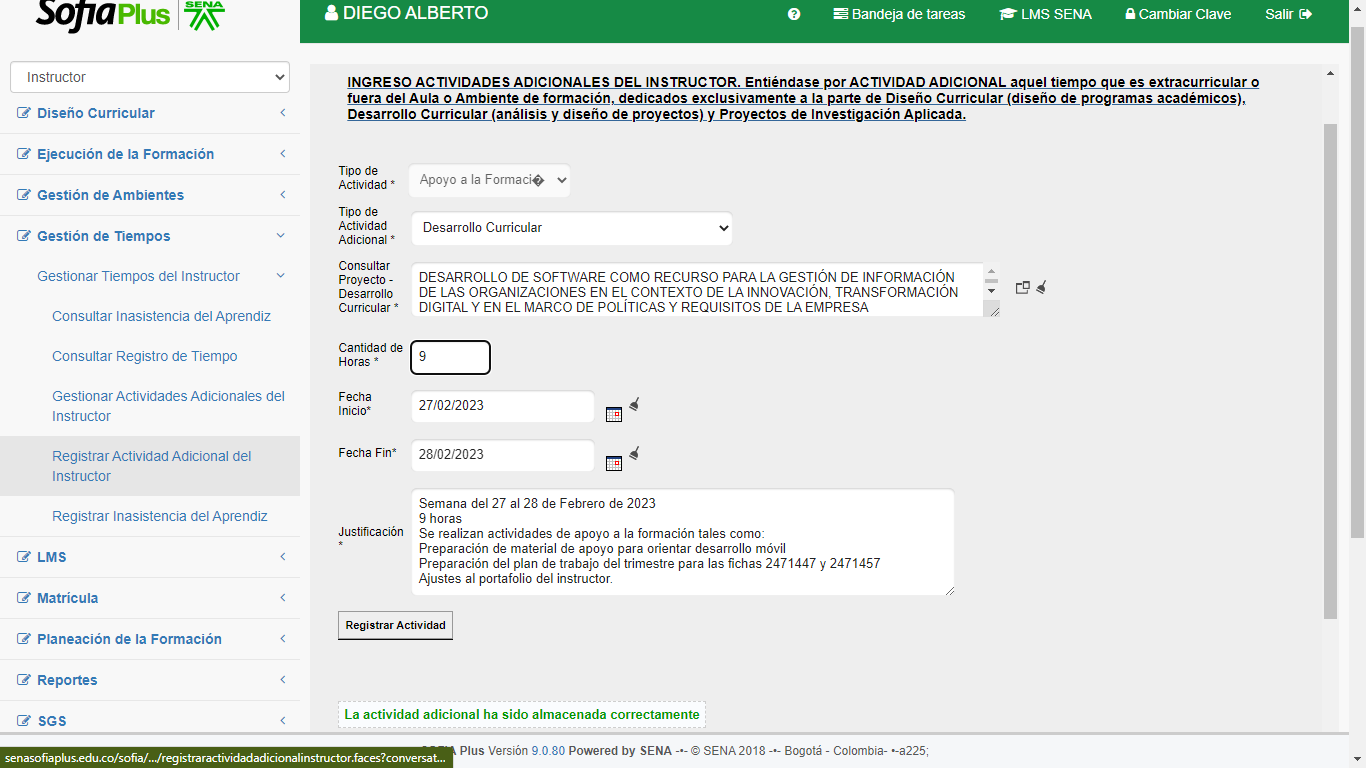 Sofia Plus SENA
DIEGO ALBERTO
Bandeja de tareas
LMS SENA
Cambiar Clave
Salir
Instructor
Diseño Curricular
Ejecución de la Formación
Gestión de Ambientes
Gestión de Tiempos
Gestionar Tiempos del Instructor
Consultar Inasistencia del Aprendiz
Consultar Registro de Tiempo
Gestionar Actividades Adicionales del
Instructor
Registrar Actividad Adicional del
Instructor
Registrar Inasistencia del Aprendiz
LMS
Matrícula
Planeación de la Formación
Reportes
SGS
INGRESO ACTIVIDADES ADICIONALES DEL INSTRUCTOR. Entiéndase por ACTIVIDAD ADICIONAL aquel tiempo que es extracurricular o
fuera del Aula o Ambiente de formación, dedicados exclusivamente a la parte de Diseño Curricular (diseño de programas académicos),
Desarrollo Curricular (análisis y diseño de proyectos) y Proyectos de Investigación Aplicada.
Tipo de
Actividad *
Apoyo a la Formaci�
Tipo de
Actividad
Adicional *
Desarrollo Curricular
Consultar
Proyecto -
Desarrollo
Curricular *
DESARROLLO DE SOFTWARE COMO RECURSO PARA LA GESTIÓN DE INFORMACIÓN
DE LAS ORGANIZACIONES EN EL CONTEXTO DE LA INNOVACIÓN, TRANSFORMACIÓN
DIGITAL Y EN EL MARCO DE POLÍTICAS Y REQUISITOS DE LA EMPRESA
Cantidad de
Horas *
9
Fecha
Inicio*
27/02/2023
Fecha Fin*
28/02/2023
Justificación
*
Semana del 27 al 28 de Febrero de 2023
9 horas
Se realizan actividades de apoyo a la formación tales como:
Preparación de material de apoyo para orientar desarrollo móvil
Preparación del plan de trabajo del trimestre para las fichas 2471447 y 2471457
Ajustes al portafolio del instructor.
Registrar Actividad
La actividad adicional ha sido almacenada correctamente
Plus Versión 9.0.80 Powered by SENA -•- © SENA 2018 -•- Bogotá - Colombia- •-a225;
senasofiaplus.edu.co/sofia/.../registraractividadadicionalinstructor.faces?conversat...